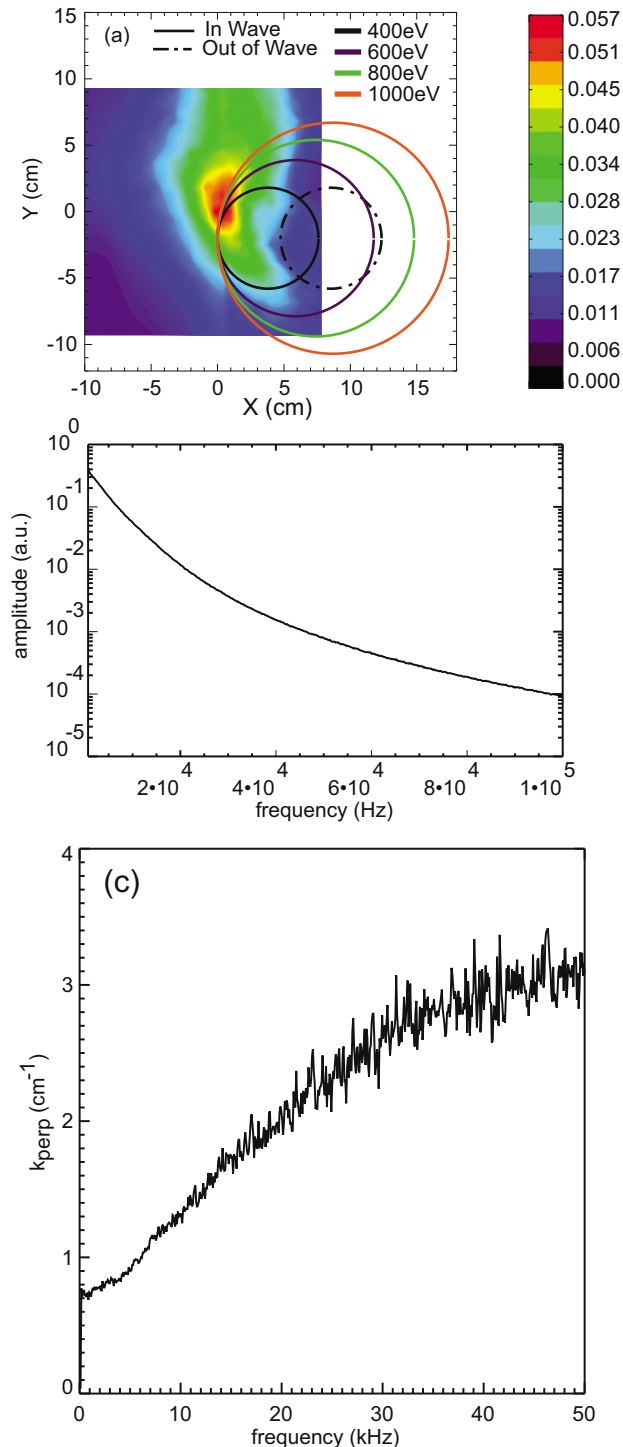 (a)
In Wave
Out of Wave
400eV
600eV
800eV
1000eV
15
10
5
0
-5
-10
Y (cm)
-10 -5 0 5 10 15
X (cm)
0.057
0.051
0.046
0.040
0.034
0.028
0.023
0.017
0.011
0.006
0.000
10^0
10^-1
10^-2
10^-3
10^-4
10^-5
amplitude (a.u.)
2•10^4 4•10^4 6•10^4 8•10^4 1•10^5
frequency (Hz)
(c)
4
3
2
1
0
kperp (cm^-1)
0 10 20 30 40 50
frequency (kHz)